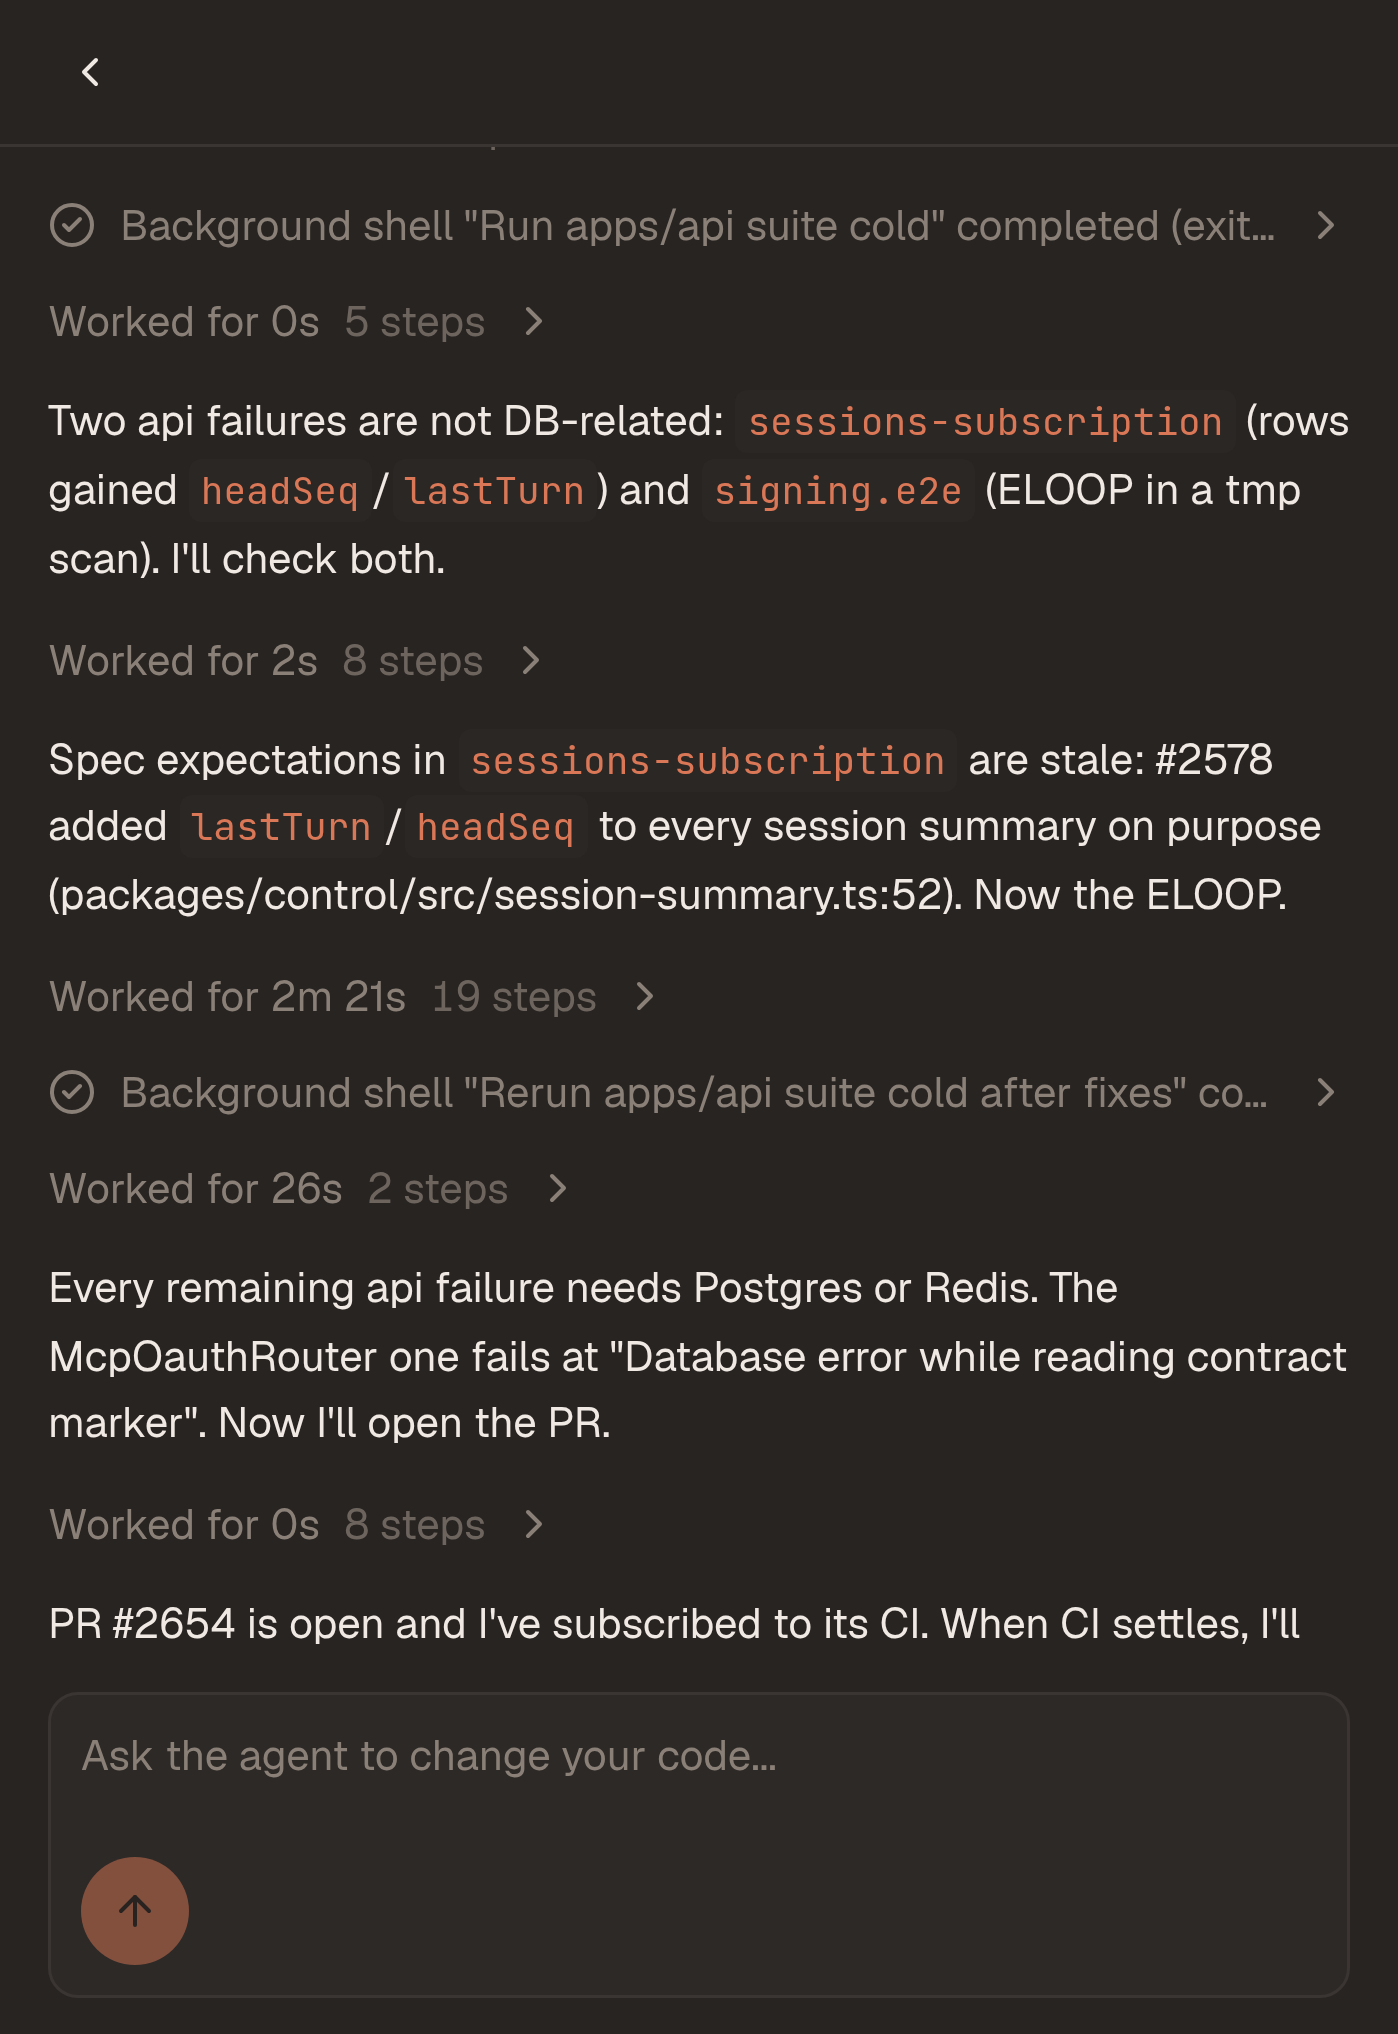 Background shell "Run apps/api suite cold" completed (exit...
Worked for 0s 5 steps
Two api failures are not DB-related: sessions-subscription (rows
gained headSeq / lastTurn ) and signing.e2e (ELOOP in a tmp
scan). I'll check both.
Worked for 2s 8 steps
Spec expectations in sessions-subscription are stale: #2578
added lastTurn / headSeq to every session summary on purpose
(packages/control/src/session-summary.ts:52). Now the ELOOP.
Worked for 2m 21s 19 steps
Background shell "Rerun apps/api suite cold after fixes" co...
Worked for 26s 2 steps
Every remaining api failure needs Postgres or Redis. The
McpOauthRouter one fails at "Database error while reading contract
marker". Now I'll open the PR.
Worked for 0s 8 steps
PR #2654 is open and I've subscribed to its CI. When CI settles, I'll
Ask the agent to change your code...